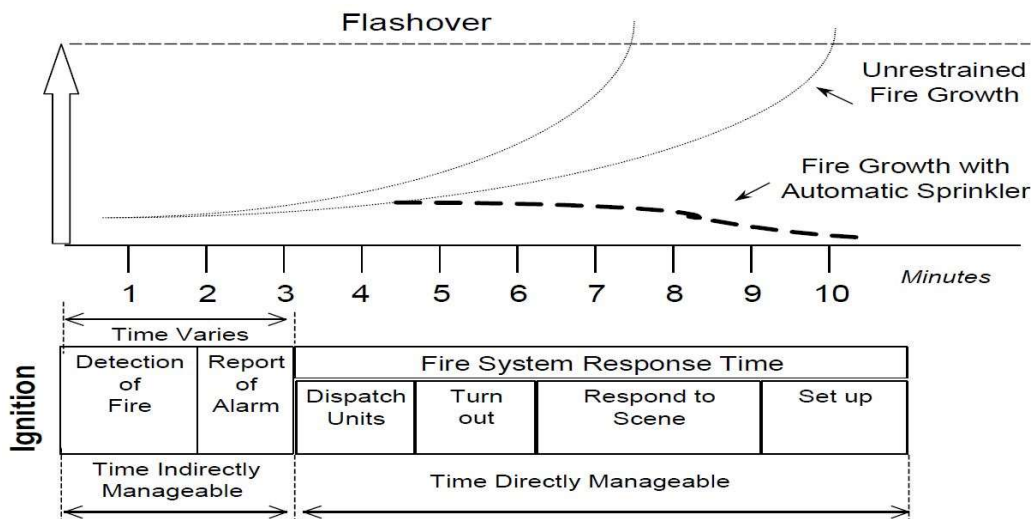 Flashover
Unrestrained
Fire Growth
Fire Growth with
Automatic Sprinkler
1 2 3 4 5 6 7 8 9 10 Minutes
Time Varies
Ignition
Detection
of
Fire
Report
of
Alarm
Fire System Response Time
Dispatch
Units
Turn
out
Respond to
Scene
Set up
Time Indirectly
Manageable
Time Directly Manageable